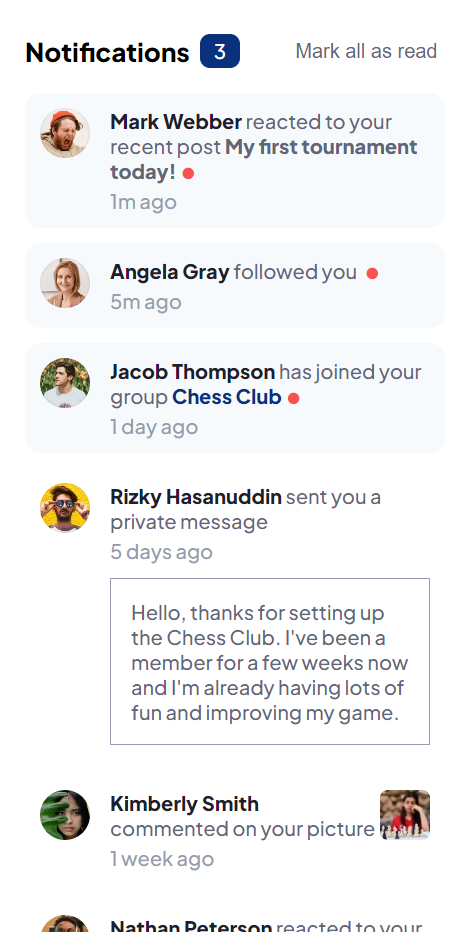 Notifications 3 Mark all as read
Mark Webber reacted to your
recent post My first tournament
today!
1m ago
Angela Gray followed you
5m ago
Jacob Thompson has joined your
group Chess Club
1 day ago
Rizky Hasanuddin sent you a
private message
5 days ago
Hello, thanks for setting up
the Chess Club. I've been a
member for a few weeks now
and I'm already having lots of
fun and improving my game.
Kimberly Smith
commented on your picture
1 week ago
Nathan Peterson reacted to your